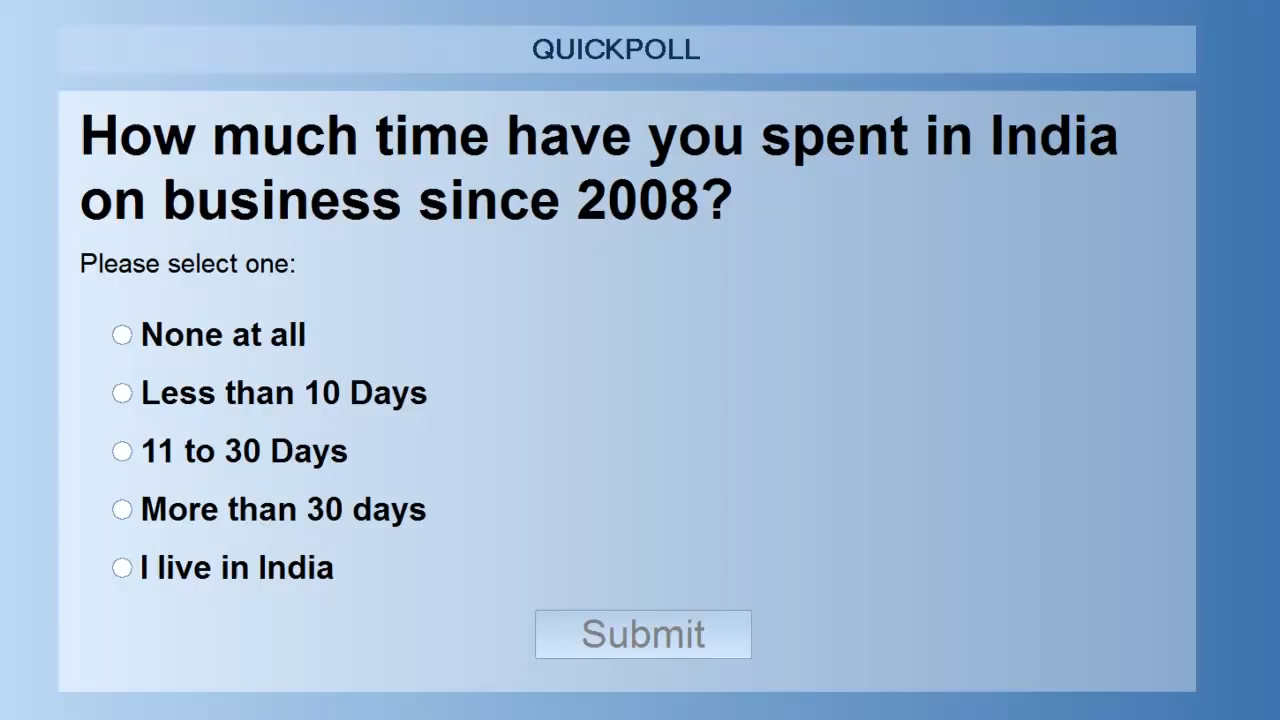 QUICKPOLL
How much time have you spent in India
on business since 2008?
Please select one:
None at all
Less than 10 Days
11 to 30 Days
More than 30 days
I live in India
Submit